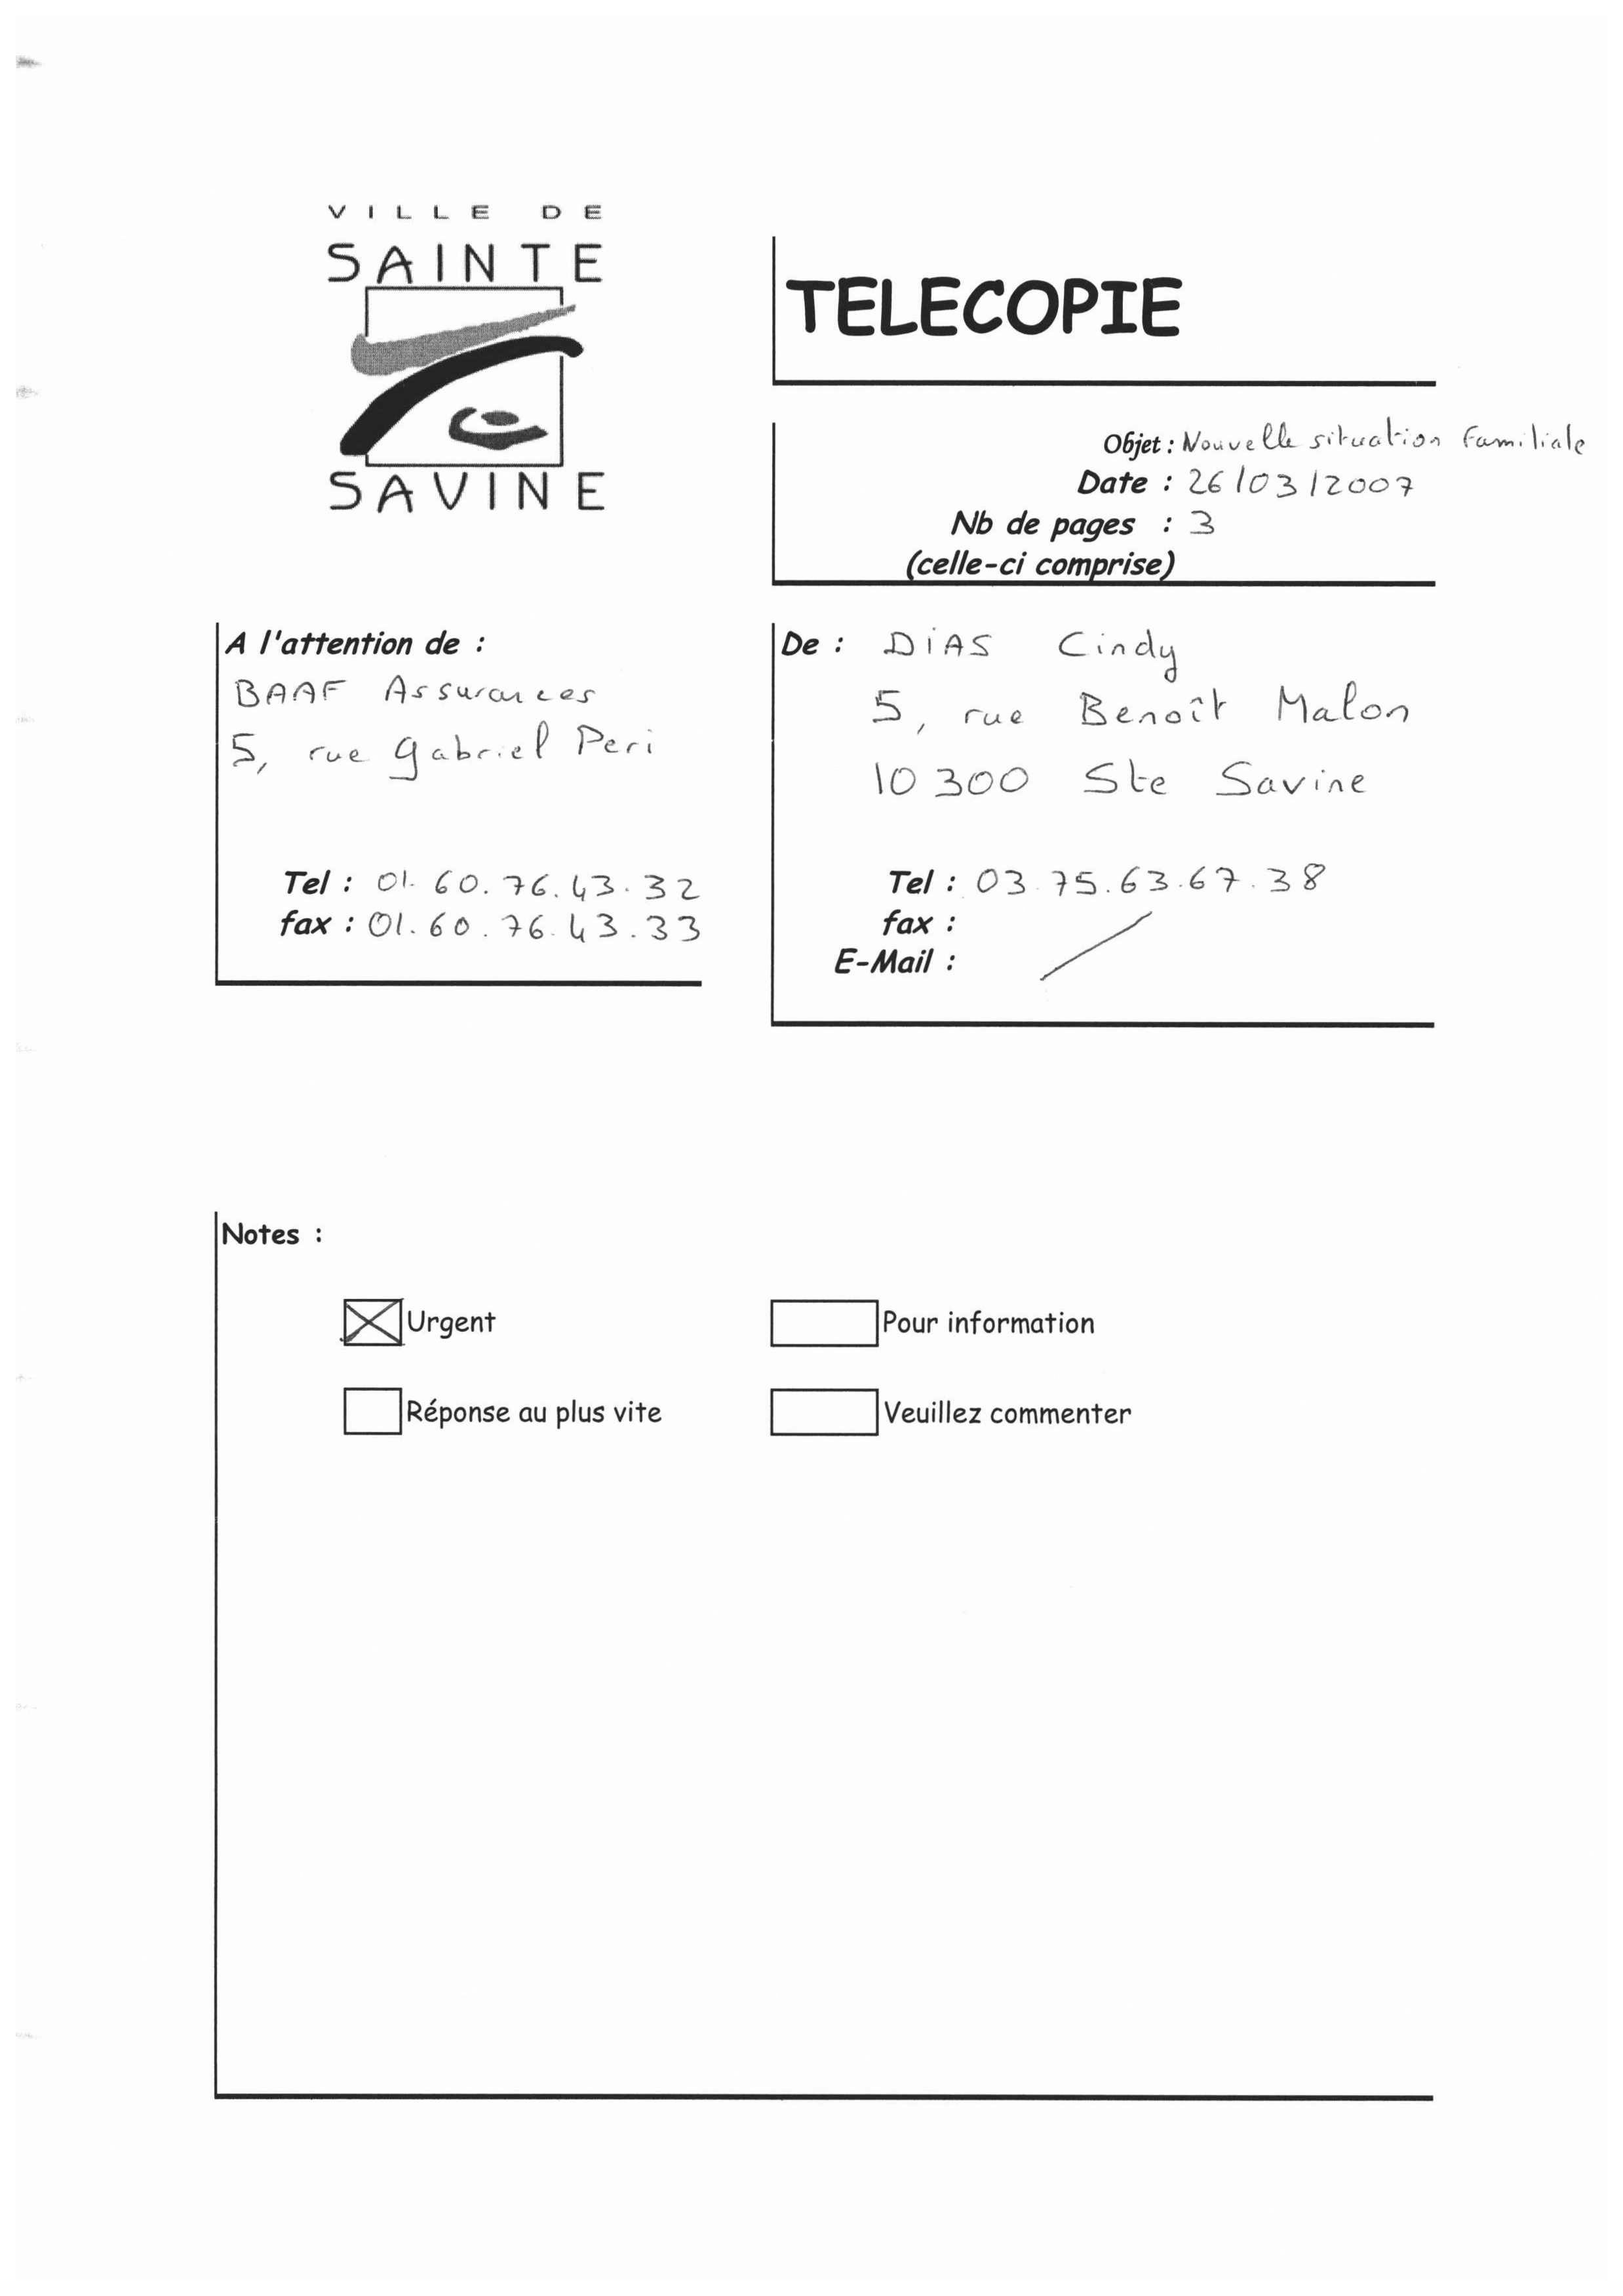 VILLE DE
SAINTE
SAVINE
TELECOPIE
Objet : Nouvelle situation familiale
Date : 26/03/2007
Nb de pages : 3
(celle-ci comprise)
A l'attention de :
BAAF Assurances
5, rue gabriel Peri
Tel : 01.60.76.43.32
fax : 01.60.76.43.33
De : DiAS Cindy
5, rue Benoît Malon
10300 Ste Savine
Tel : 03.75.63.67.38
fax :
E-Mail :
Notes :
Urgent
Pour information
Réponse au plus vite
Veuillez commenter